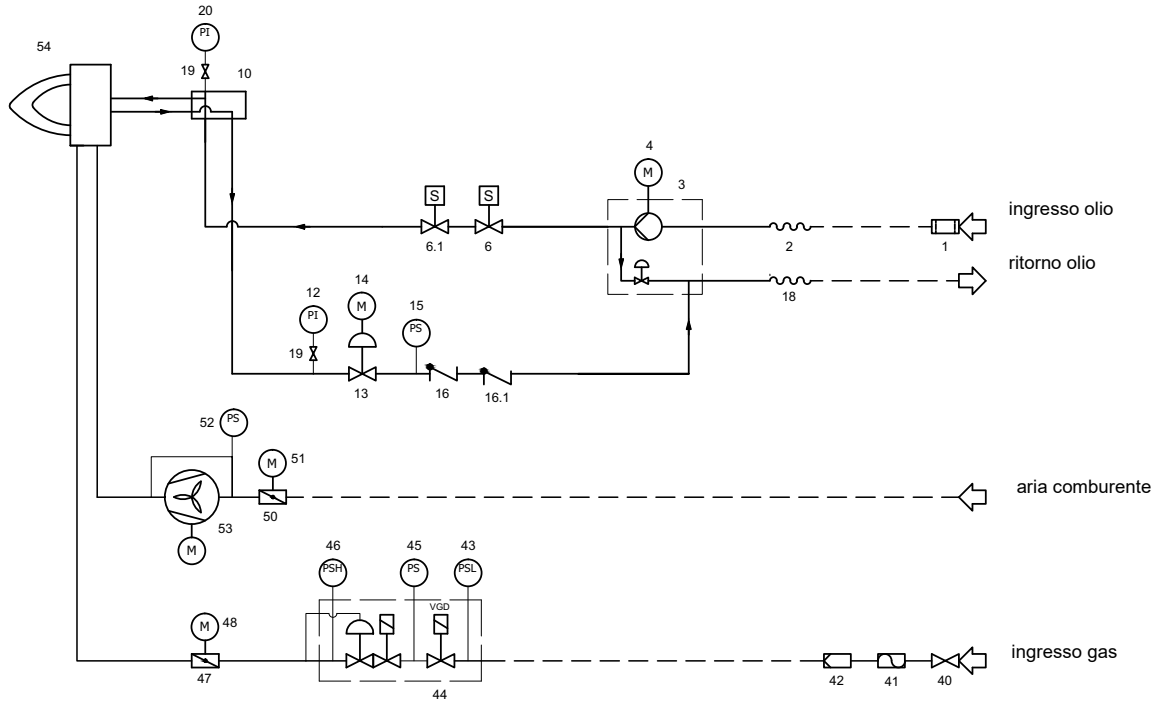 20
PI
54
19
10
4
M
3
S
S
ingresso olio
6.1
6
2
1
ritorno olio
18
12
14
15
PI
M
PS
19
13
16
16.1
52
PS
M
51
aria comburente
50
53
M
46
45
43
PSH
PS
PSL
VGD
M
48
ingresso gas
47
44
42
41
40